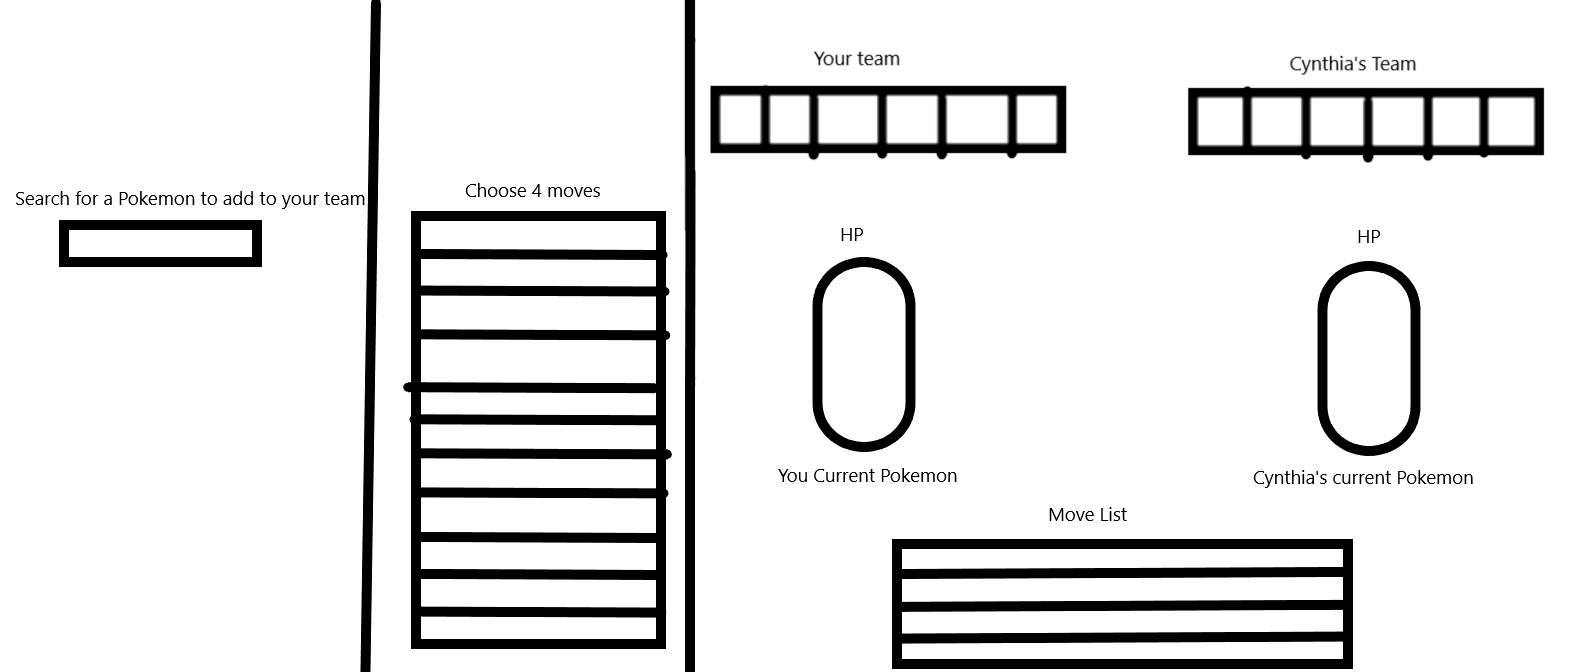 Search for a Pokemon to add to your team
Choose 4 moves
Your team
Cynthia's Team
HP
HP
You Current Pokemon
Cynthia's current Pokemon
Move List